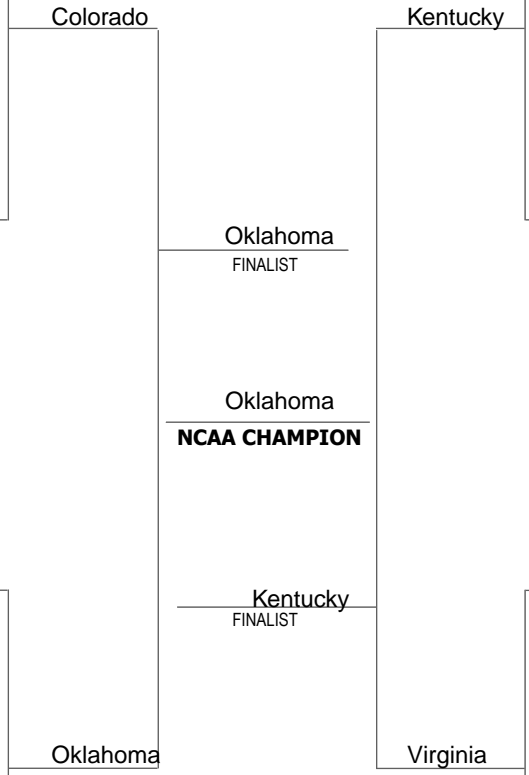 Colorado
Kentucky
Oklahoma
FINALIST
Oklahoma
NCAA CHAMPION
Kentucky
FINALIST
Oklahoma
Virginia